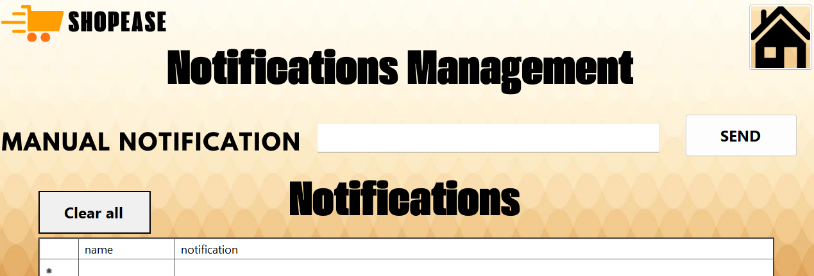 SHOPEASE
Notifications Management
MANUAL NOTIFICATION
SEND
Notifications
Clear all
name notification
*